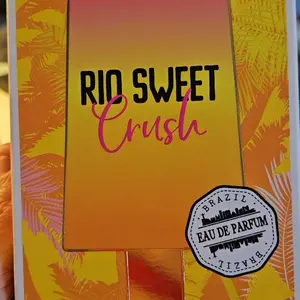 RIO SWEET
Crush
BRAZIL
EAU DE PARFUM
BRAZIL